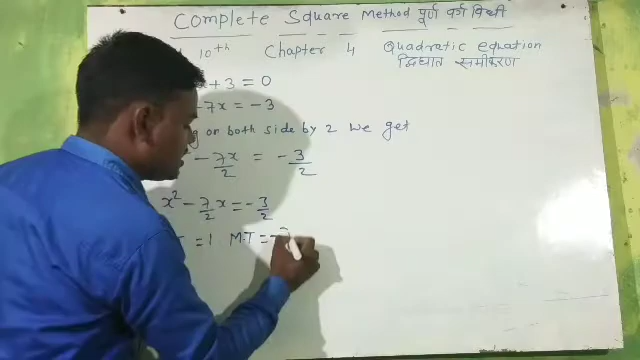 Complete Square Method पूर्ण वर्ग विधी
10th Chapter 4 Quadratic equation
द्विघात समीकरण
+ 3 = 0
- 7x = - 3
on both side by 2 we get
- 7x/2 = - 3/2
x² - 7/2 x = - 3/2
= 1 M.T = -